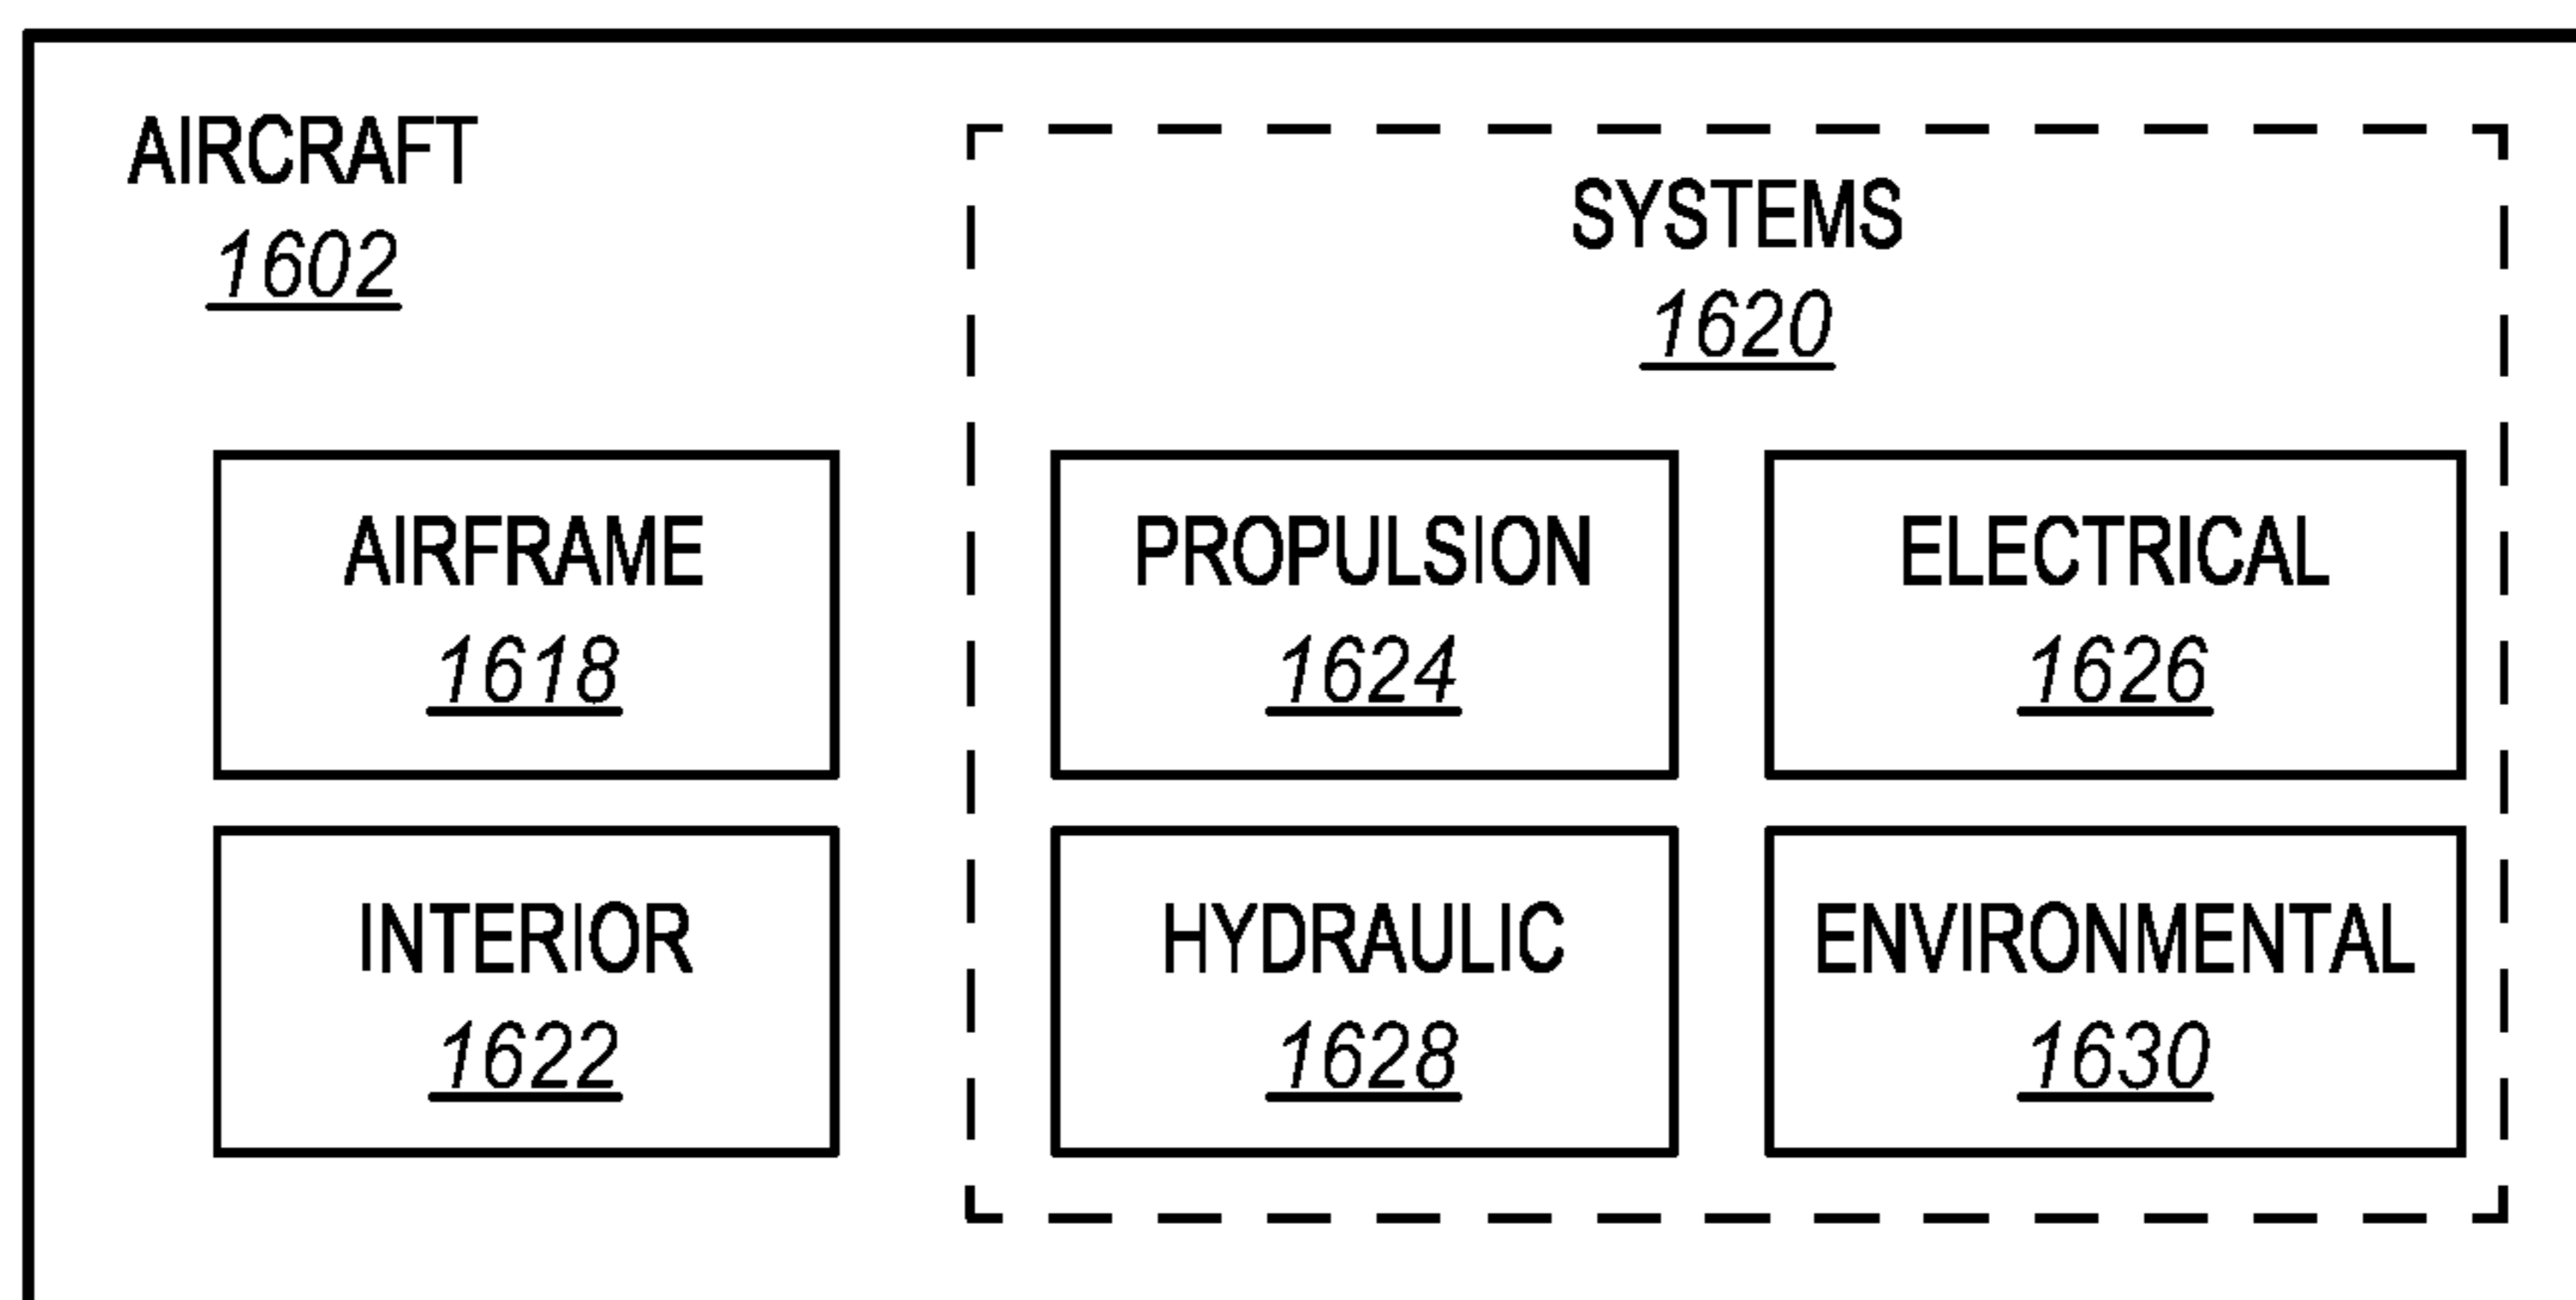 AIRCRAFT
1602
SYSTEMS
1620
AIRFRAME
1618
PROPULSION
1624
ELECTRICAL
1626
INTERIOR
1622
HYDRAULIC
1628
ENVIRONMENTAL
1630